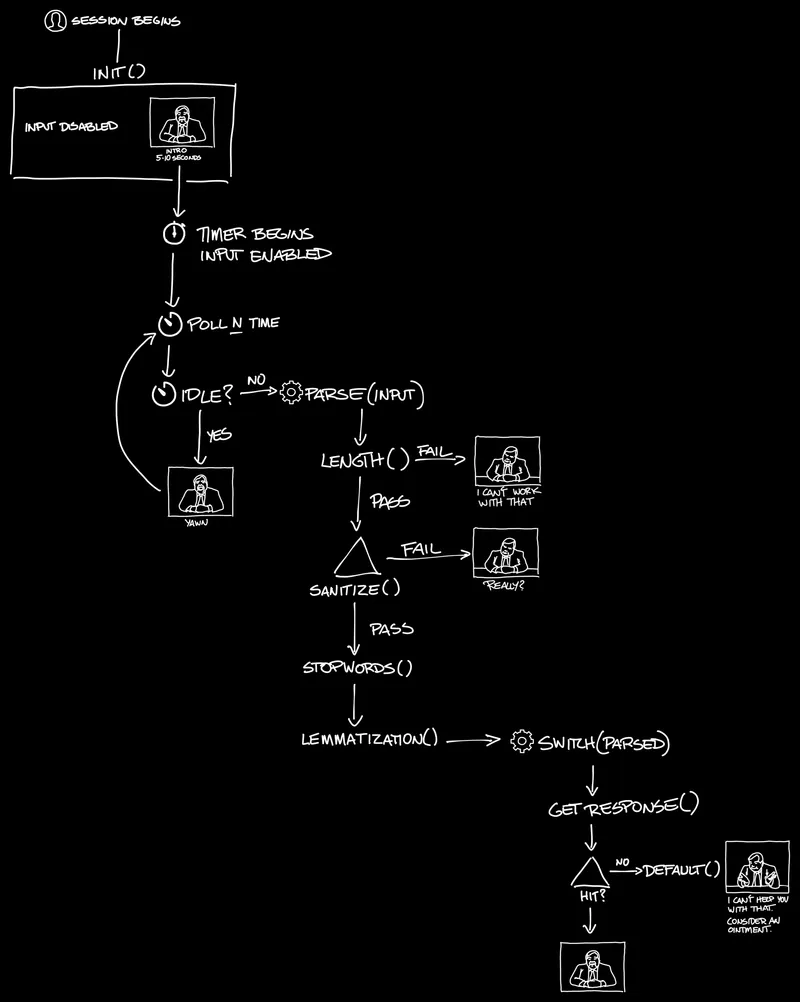 SESSION BEGINS
INIT()
INPUT DISABLED
INTRO
5-10 SECONDS
TIMER BEGINS
INPUT ENABLED
POLL N TIME
IDLE?
NO
PARSE(INPUT)
YES
YAWN
LENGTH()
FAIL
I CAN'T WORK
WITH THAT
PASS
FAIL
SANITIZE()
REALLY?
PASS
STOPWORDS()
LEMMATIZATION()
SWITCH(PARSED)
GET RESPONSE()
HIT?
NO
DEFAULT()
I CAN'T HELP YOU
WITH THAT.
CONSIDER AN
OINTMENT.